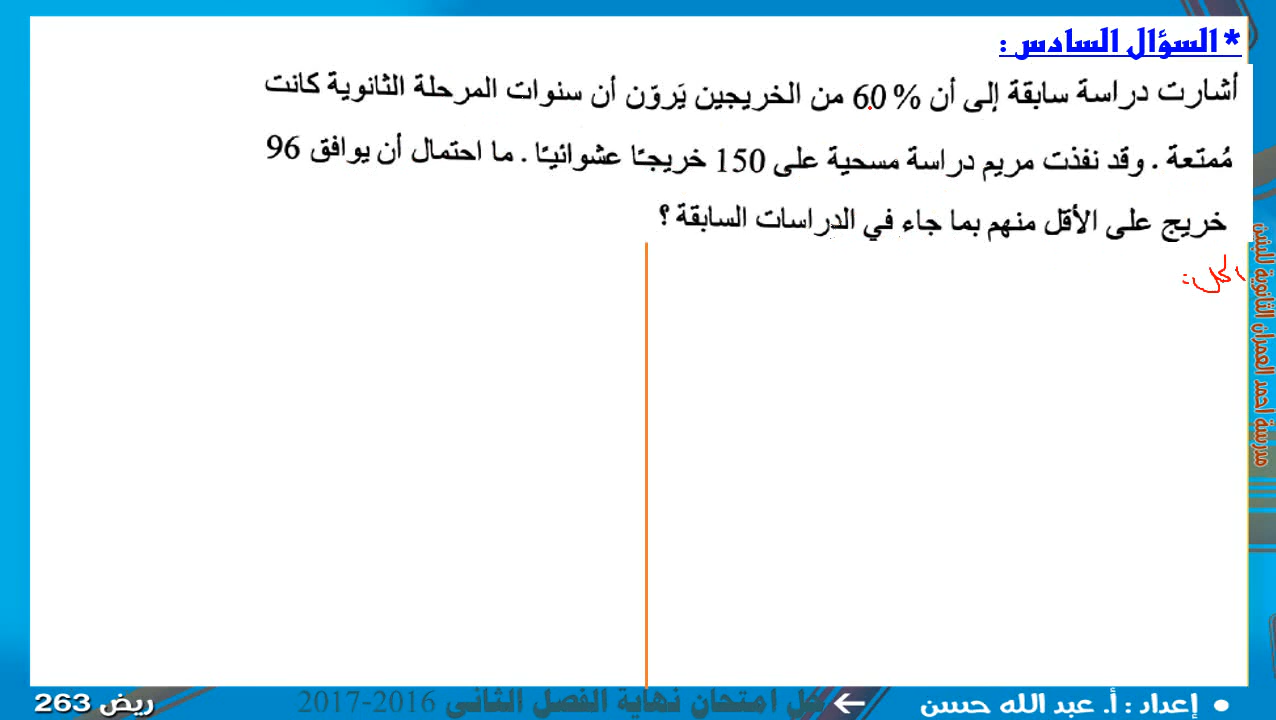 * السؤال السادس :
أشارت دراسة سابقة إلى أن % 60 من الخريجين يَروّن أن سنوات المرحلة الثانوية كانت
مُمتعة . وقد نفذت مريم دراسة مسحية على 150 خريجـًا عشوائيـًا . ما احتمال أن يوافق 96
خريج على الأقل منهم بما جاء في الدراسات السابقة ؟
الحل :
مدرسة احمد العمران الثانوية للبنين
• إعداد : أ. عبد الله حسن
حل امتحان نهاية الفصل الثاني 2016-2017
ريض 263